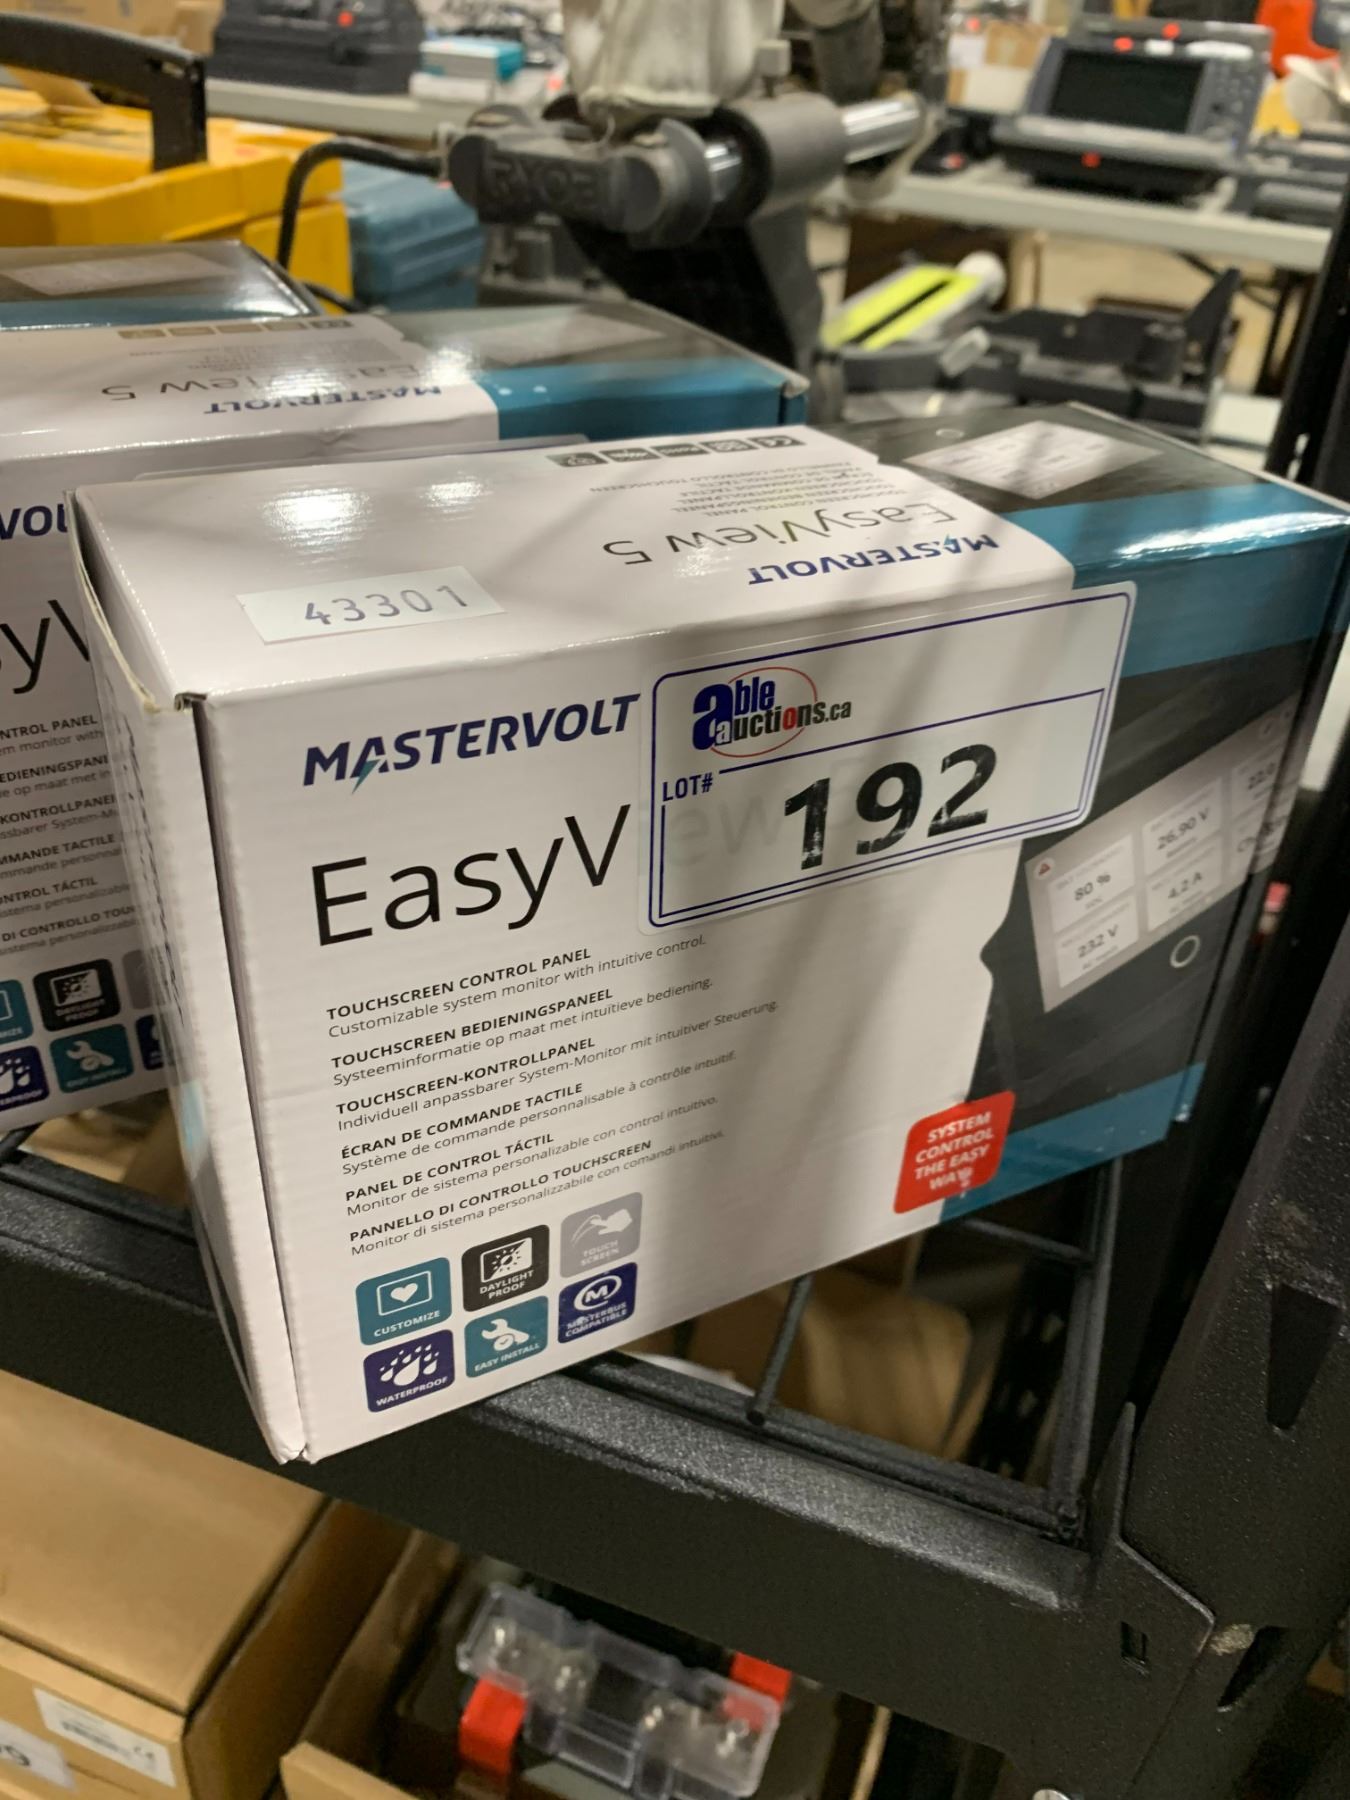 RYOBI
EasyView 5
MASTERVOLT
EasyView 5
MASTERVOLT
43301
MASTERVOLT
EasyV
able
auctions.ca
LOT#
192
TOUCHSCREEN CONTROL PANEL
Customizable system monitor with intuitive control.
TOUCHSCREEN BEDIENINGSPANEEL
Systeeminformatie op maat met intuïtieve bediening.
TOUCHSCREEN-KONTROLLPANEL
Individuell anpassbarer System-Monitor mit intuitiver Steuerung.
ÉCRAN DE COMMANDE TACTILE
Système de commande personnalisable à contrôle intuitif.
PANEL DE CONTROL TÁCTIL
Monitor de sistema personalizable con control intuitivo.
PANNELLO DI CONTROLLO TOUCHSCREEN
Monitor di sistema personalizzabile con comandi intuitivi.
CUSTOMIZE
DAYLIGHT
PROOF
TOUCH
SCREEN
WATERPROOF
EASY INSTALL
MASTERBUS
COMPATIBLE
SYSTEM
CONTROL
THE EASY
WAY
80 %
26.90 V
232 V
4.2 A